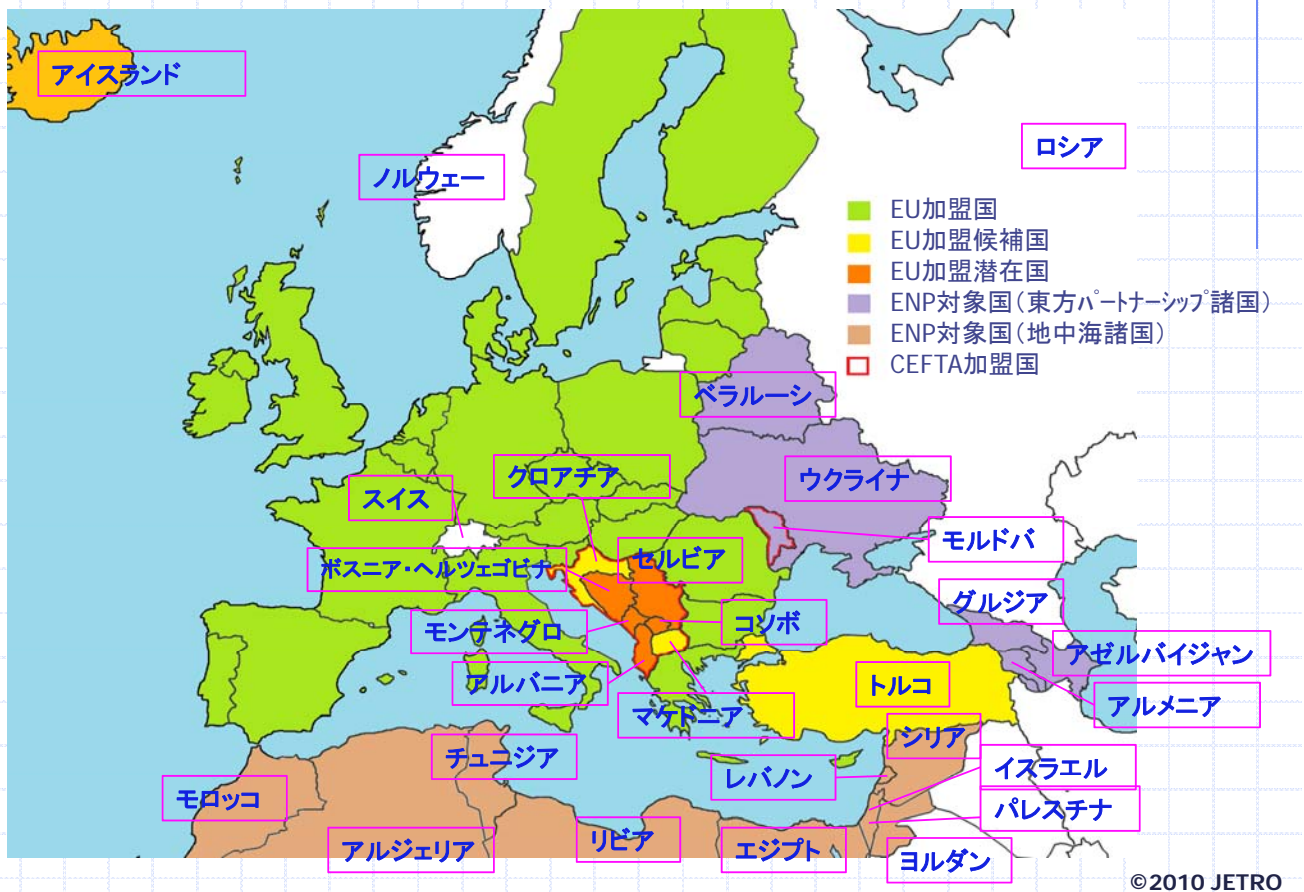 アイスランド
ロシア
ノルウェー
EU加盟国
EU加盟候補国
EU加盟潜在国
ENP対象国（東方パートナーシップ諸国）
ENP対象国（地中海諸国）
CEFTA加盟国
ベラルーシ
クロアチア
ウクライナ
スイス
モルドバ
セルビア
ボスニア・ヘルツェゴビナ
グルジア
コソボ
モンテネグロ
アゼルバイジャン
アルバニア
トルコ
アルメニア
マケドニア
シリア
チュニジア
イスラエル
レバノン
モロッコ
パレスチナ
リビア
アルジェリア
エジプト
ヨルダン
©2010 JETRO